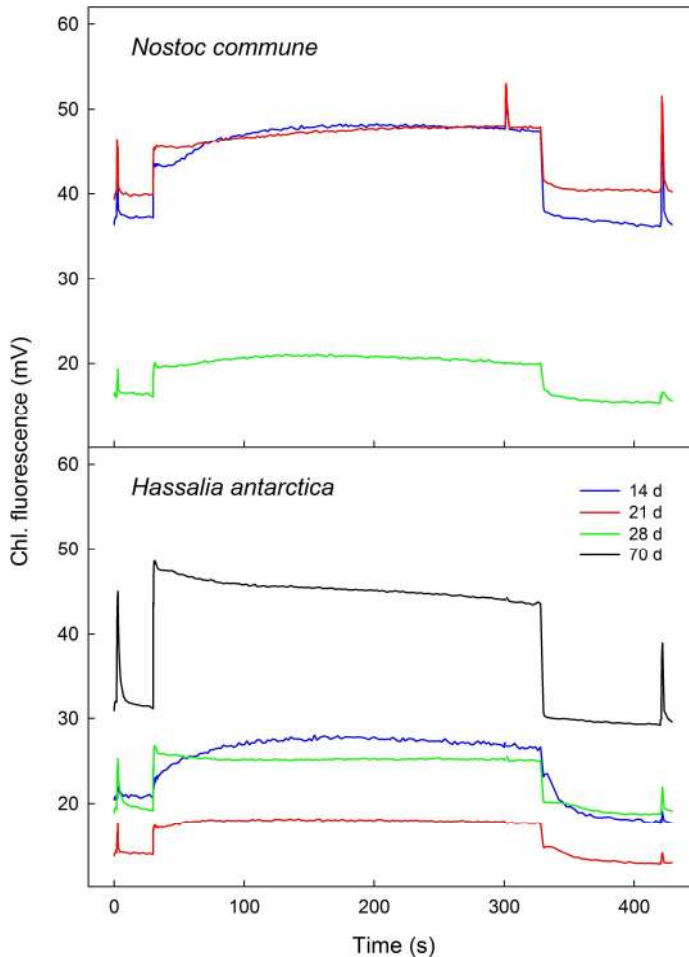 60
Nostoc commune
50
40
30
20
Chl. fluorescence (mV)
60
Hassalia antarctica
14 d
21 d
28 d
70 d
50
40
30
20
0 100 200 300 400
Time (s)